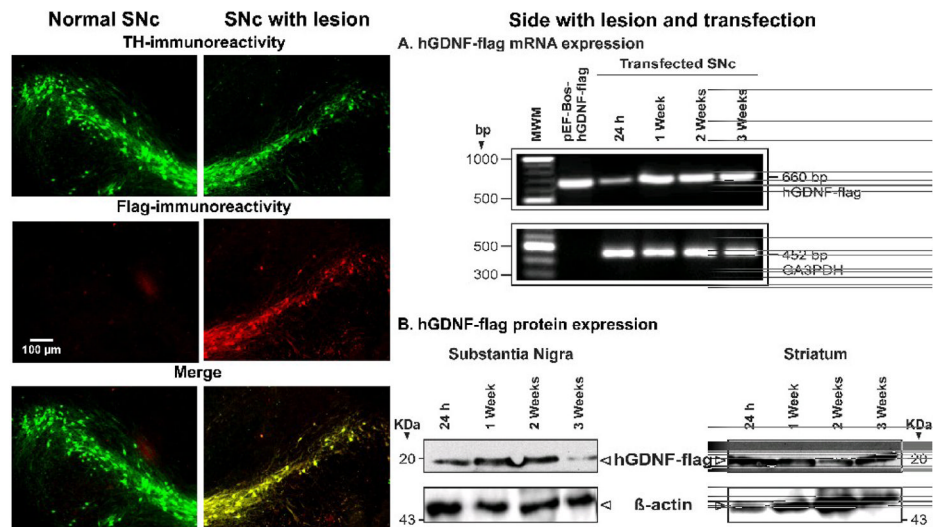 Normal SNc
SNc with lesion
TH-immunoreactivity
Flag-immunoreactivity
100 µm
Merge
Side with lesion and transfection
A. hGDNF-flag mRNA expression
Transfected SNc
MWM
pEF-Bos-
hGDNF-flag
24 h
1 Week
2 Weeks
3 Weeks
bp
1000
500
660 bp
hGDNF-flag
500
300
452 bp
GA3PDH
B. hGDNF-flag protein expression
Substantia Nigra
Striatum
KDa
24 h
1 Week
2 Weeks
3 Weeks
24 h
1 Week
2 Weeks
3 Weeks
KDa
20
hGDNF-flag
20
ß-actin
43
43